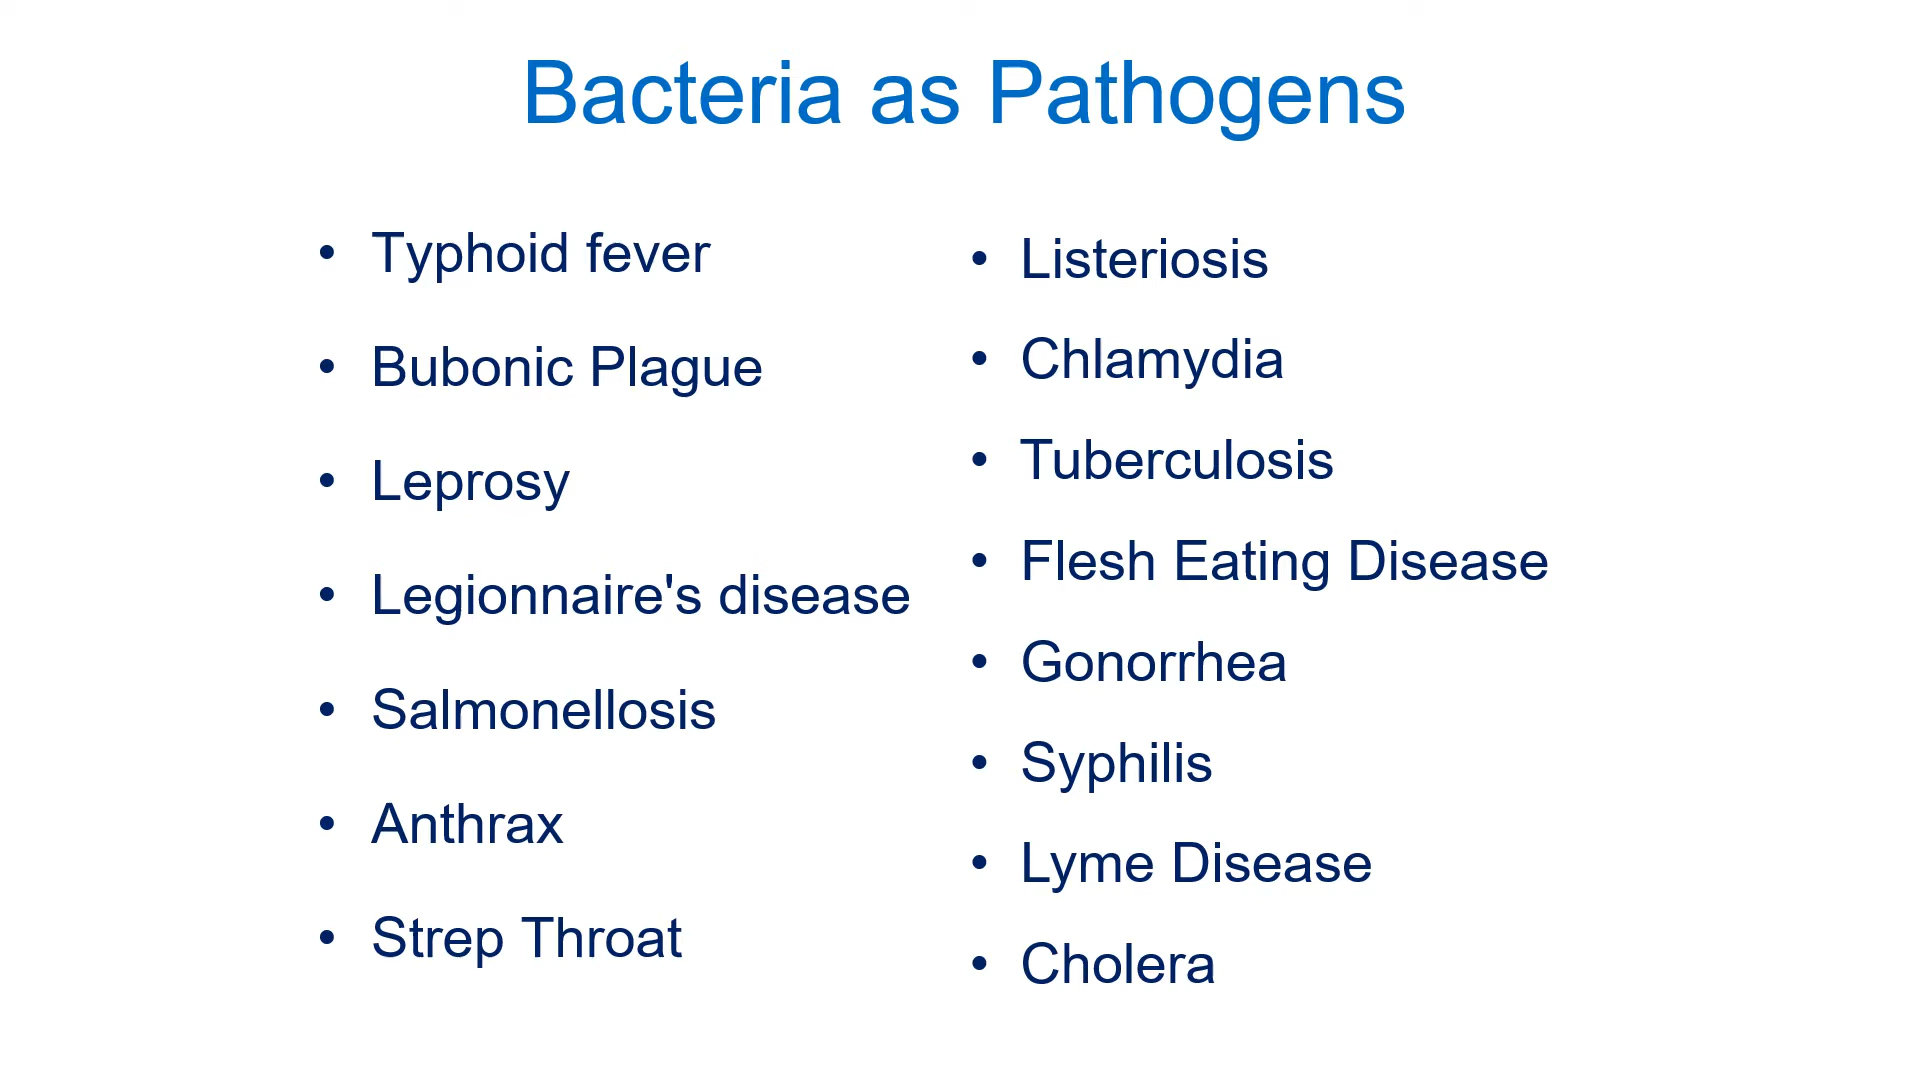 Bacteria as Pathogens
• Typhoid fever
• Bubonic Plague
• Leprosy
• Legionnaire's disease
• Salmonellosis
• Anthrax
• Strep Throat
• Listeriosis
• Chlamydia
• Tuberculosis
• Flesh Eating Disease
• Gonorrhea
• Syphilis
• Lyme Disease
• Cholera